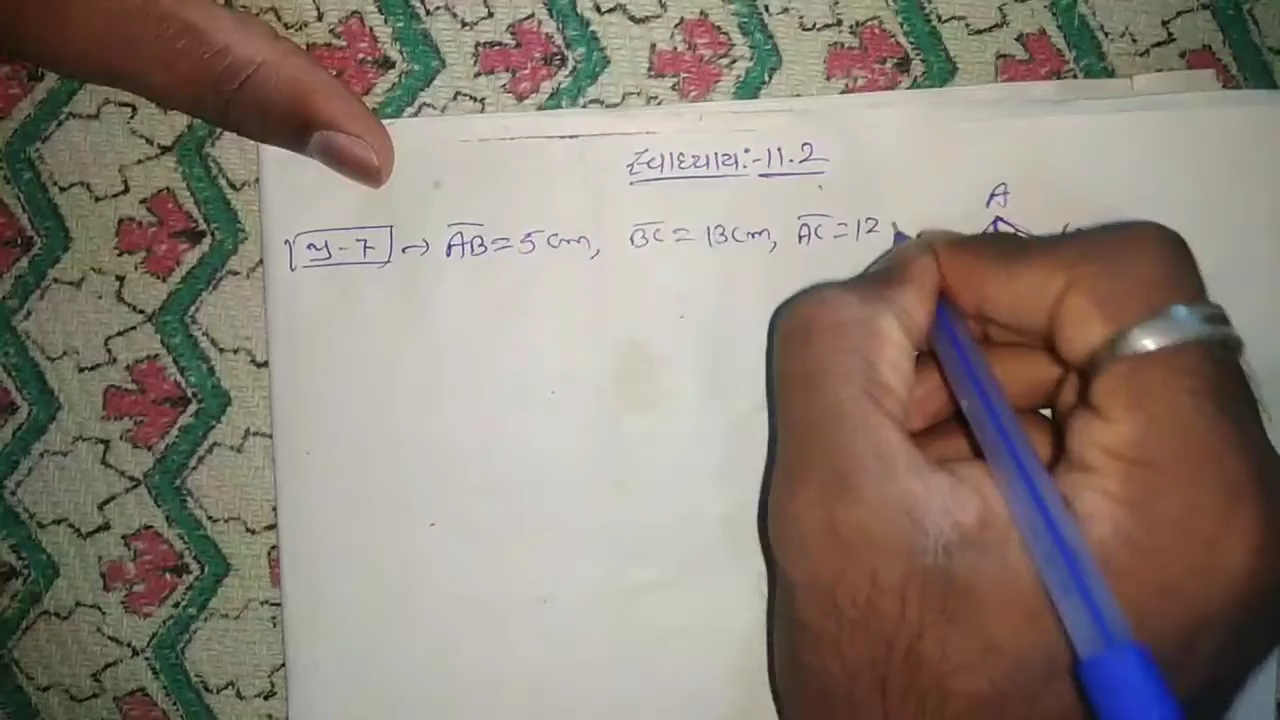 સ્વાધ્યાય:-11.2
પ્ર-7 → AB = 5 cm, BC = 13 cm, AC = 12
A